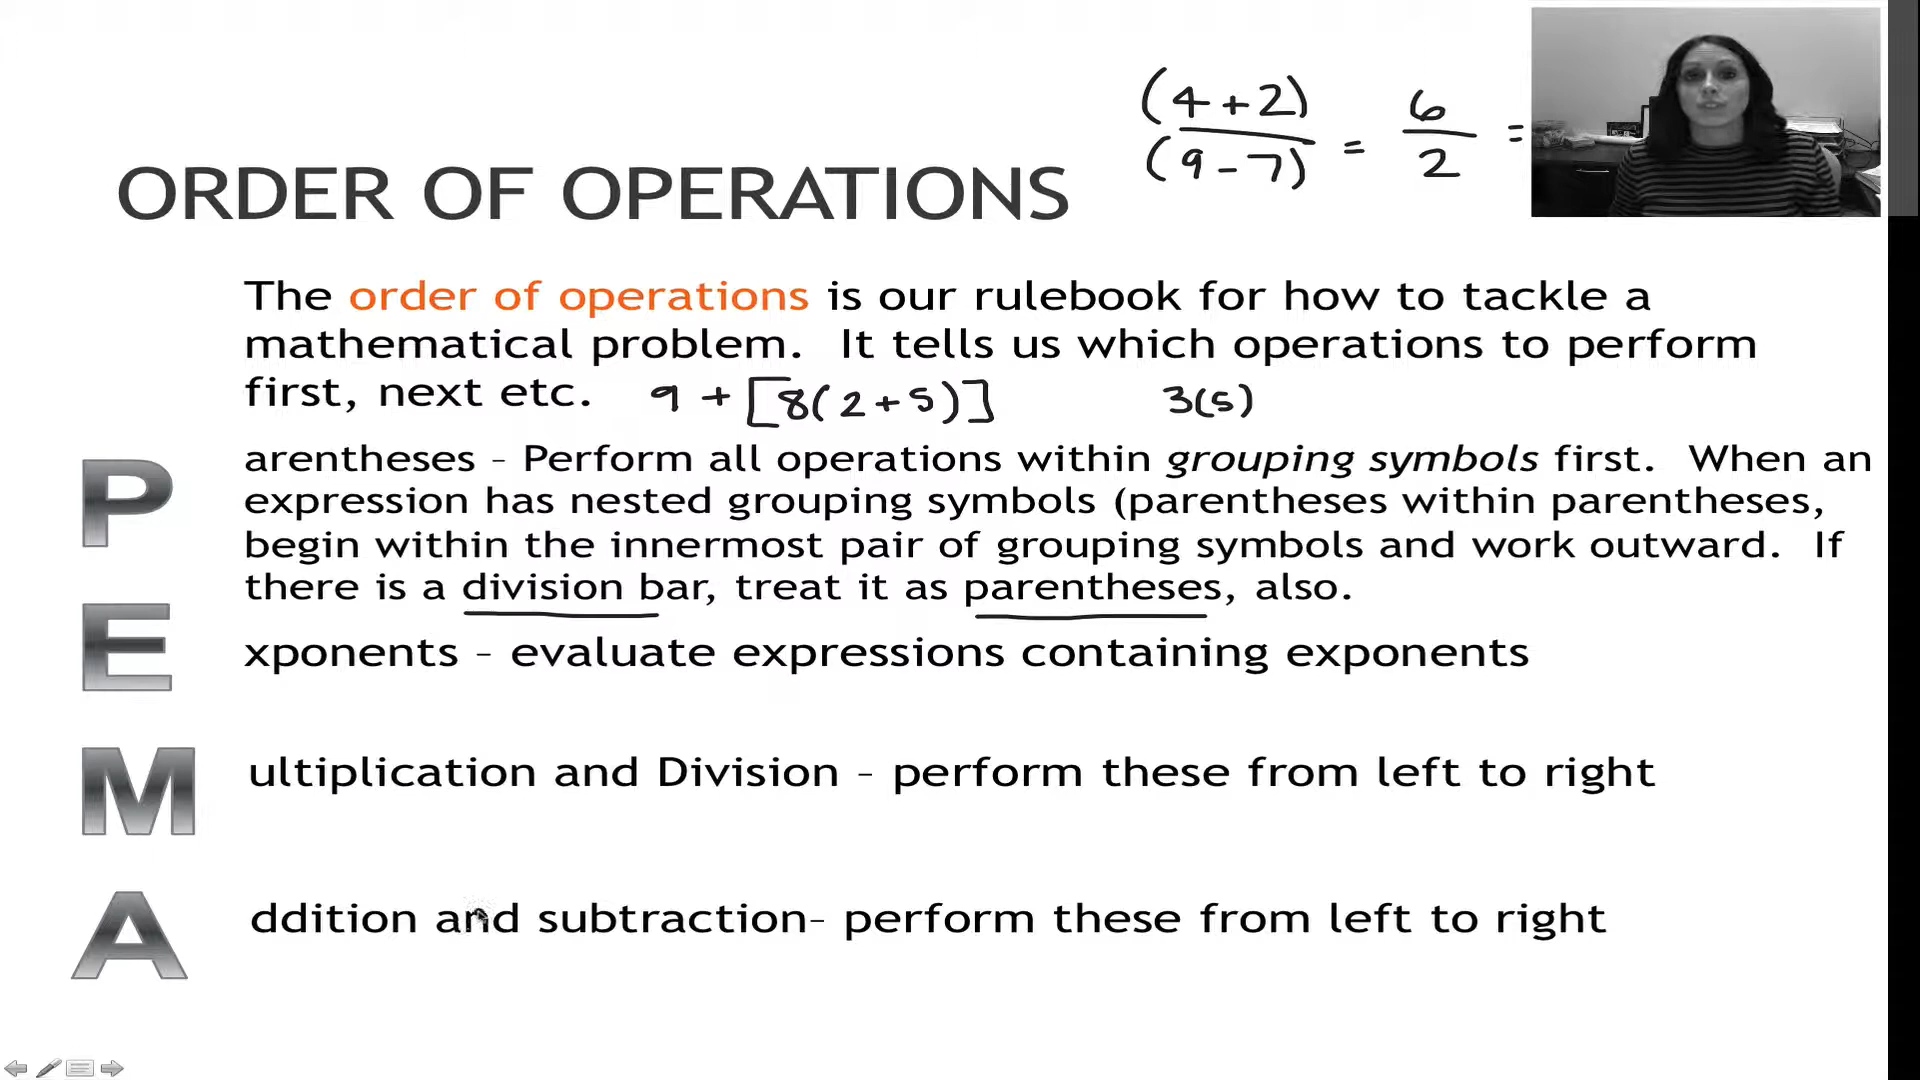 (4+2)
(9-7) = 6/2 =
ORDER OF OPERATIONS
The order of operations is our rulebook for how to tackle a
mathematical problem. It tells us which operations to perform
first, next etc. 9 + [8(2+5)] 3(5)
Parentheses - Perform all operations within grouping symbols first. When an
expression has nested grouping symbols (parentheses within parentheses,
begin within the innermost pair of grouping symbols and work outward. If
there is a division bar, treat it as parentheses, also.
Exponents - evaluate expressions containing exponents
Multiplication and Division - perform these from left to right
Addition and subtraction- perform these from left to right